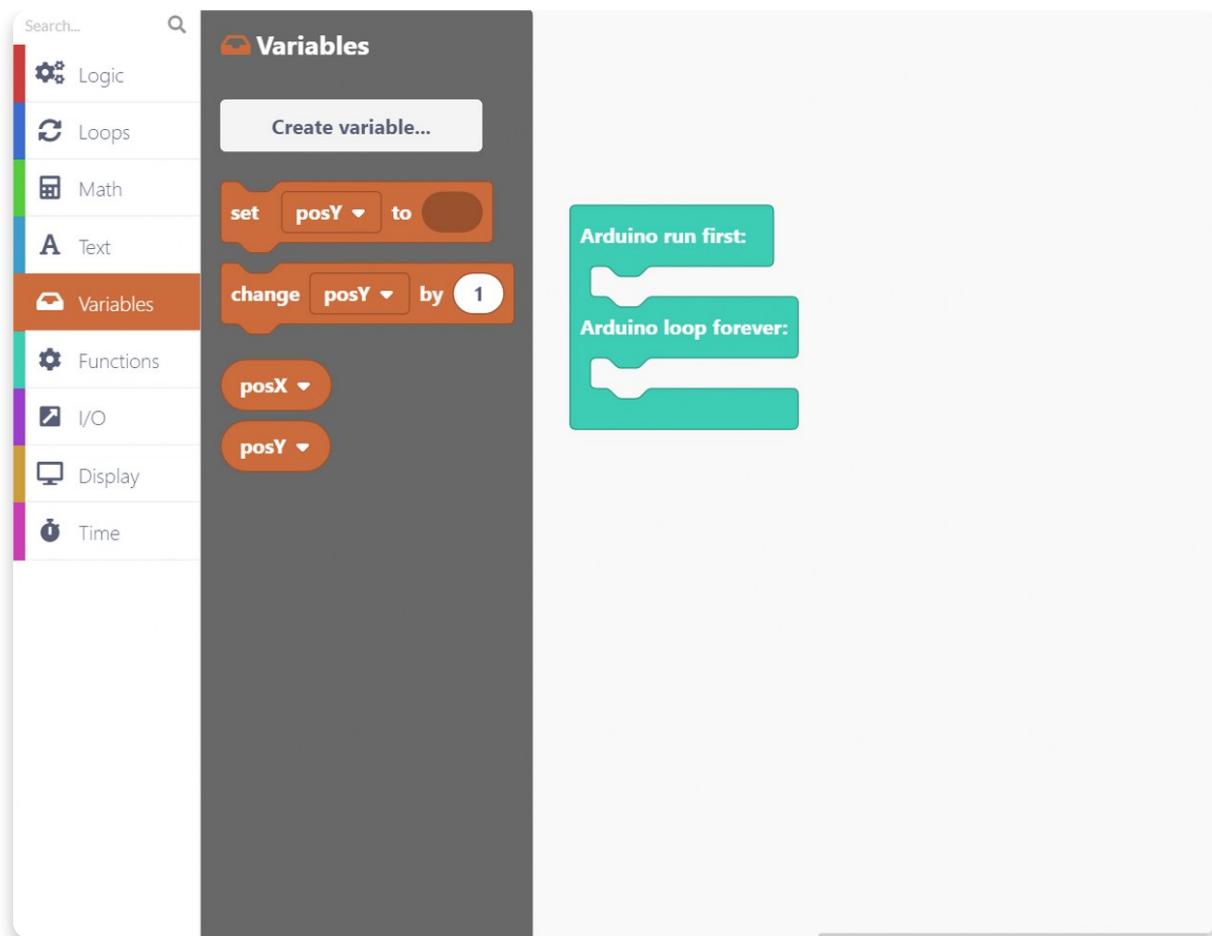 Search...
Logic
Loops
Math
A Text
Variables
Functions
I/O
Display
Time
Variables
Create variable...
set posY to
change posY by 1
posX
posY
Arduino run first:
Arduino loop forever: